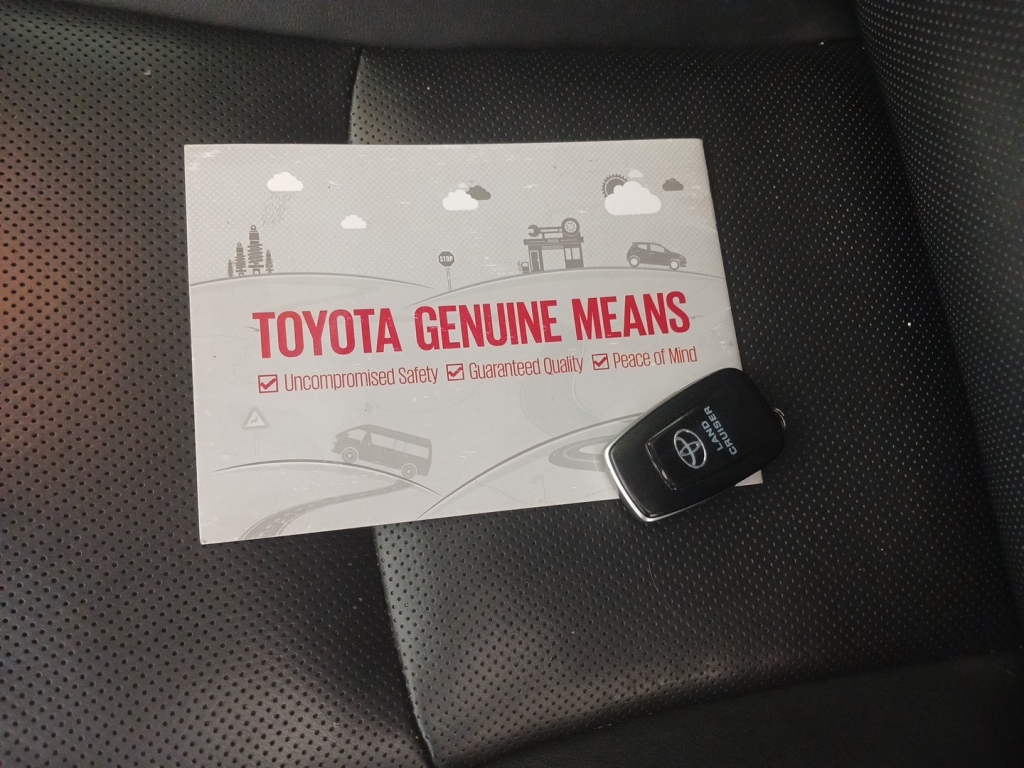 STOP
TOYOTA GENUINE MEANS
Uncompromised Safety Guaranteed Quality Peace of Mind
LAND
CRUISER